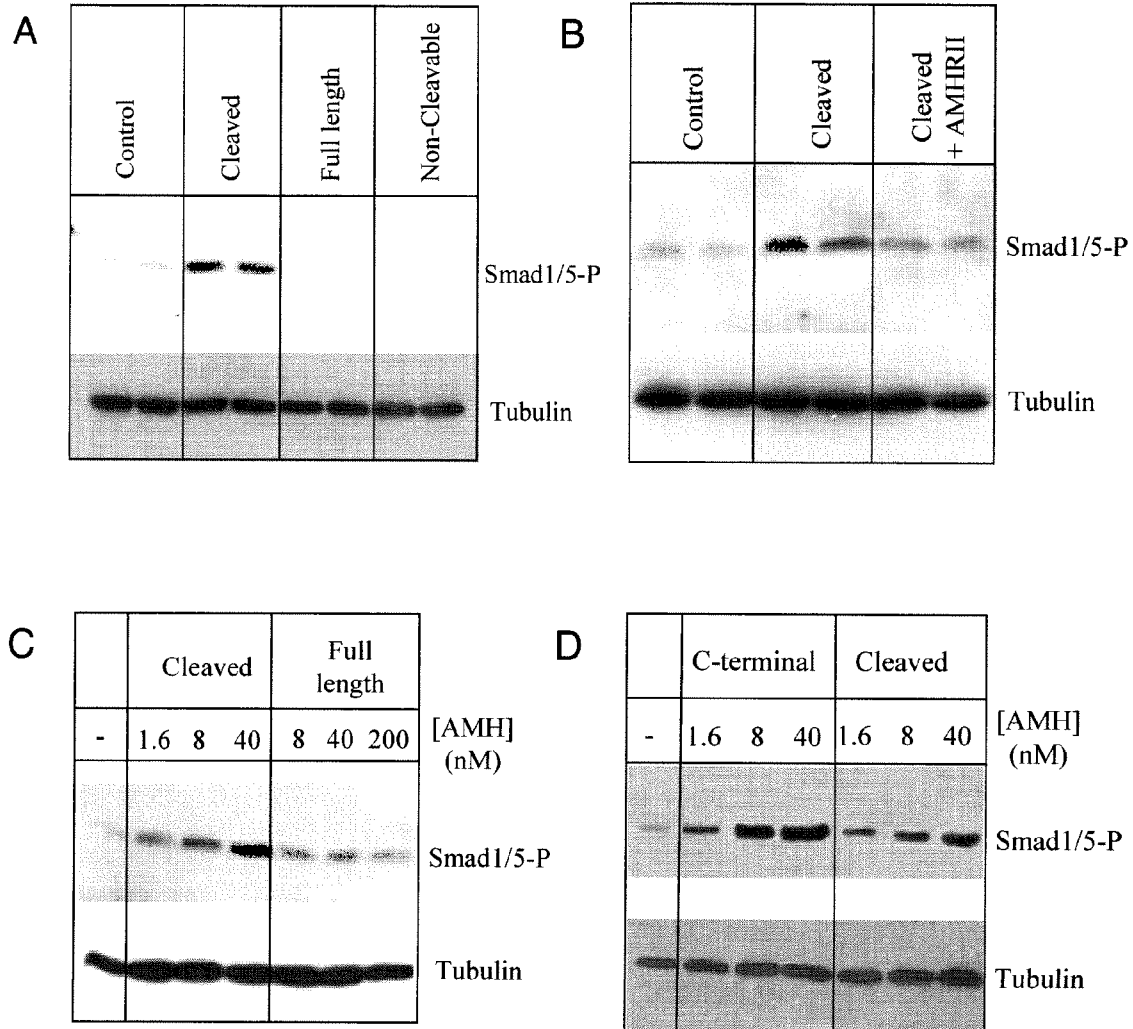 A
Control
Cleaved
Full length
Non-Cleavable
Smad1/5-P
Tubulin
B
Control
Cleaved
Cleaved
+ AMHRII
Smad1/5-P
Tubulin
C
Cleaved
Full
length
- 1.6 8 40 8 40 200
[AMH]
(nM)
Smad1/5-P
Tubulin
D
C-terminal
Cleaved
- 1.6 8 40 1.6 8 40
[AMH]
(nM)
Smad1/5-P
Tubulin